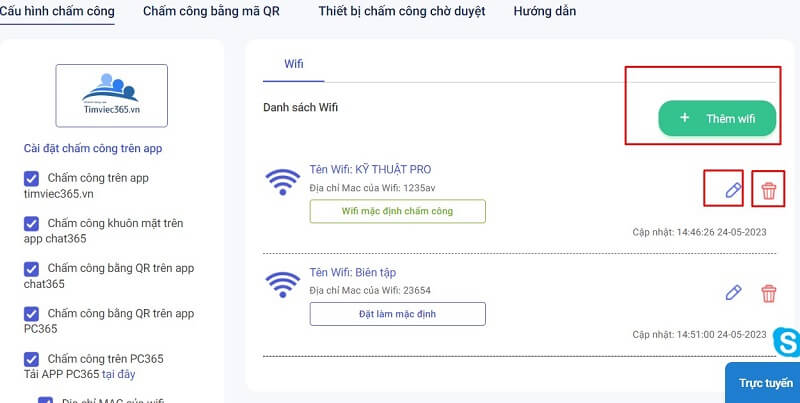 Cấu hình chấm công
Chấm công bằng mã QR
Thiết bị chấm công chờ duyệt
Hướng dẫn
Timviec365.vn
Cài đặt chấm công trên app
Chấm công trên app
timviec365.vn
Chấm công khuôn mặt trên
app chat365
Chấm công bằng QR trên app
chat365
Chấm công bằng QR trên app
PC365
Chấm công trên PC365
Tải APP PC365 tại đây
Địa chỉ MAC của wifi
Wifi
Danh sách Wifi
+ Thêm wifi
Tên Wifi: KỸ THUẬT PRO
Địa chỉ Mac của Wifi: 1235av
Wifi mặc định chấm công
Cập nhật: 14:46:26 24-05-2023
Tên Wifi: Biên tập
Địa chỉ Mac của Wifi: 23654
Đặt làm mặc định
Cập nhật: 14:51:00 24-05-2023
Trực tuyến